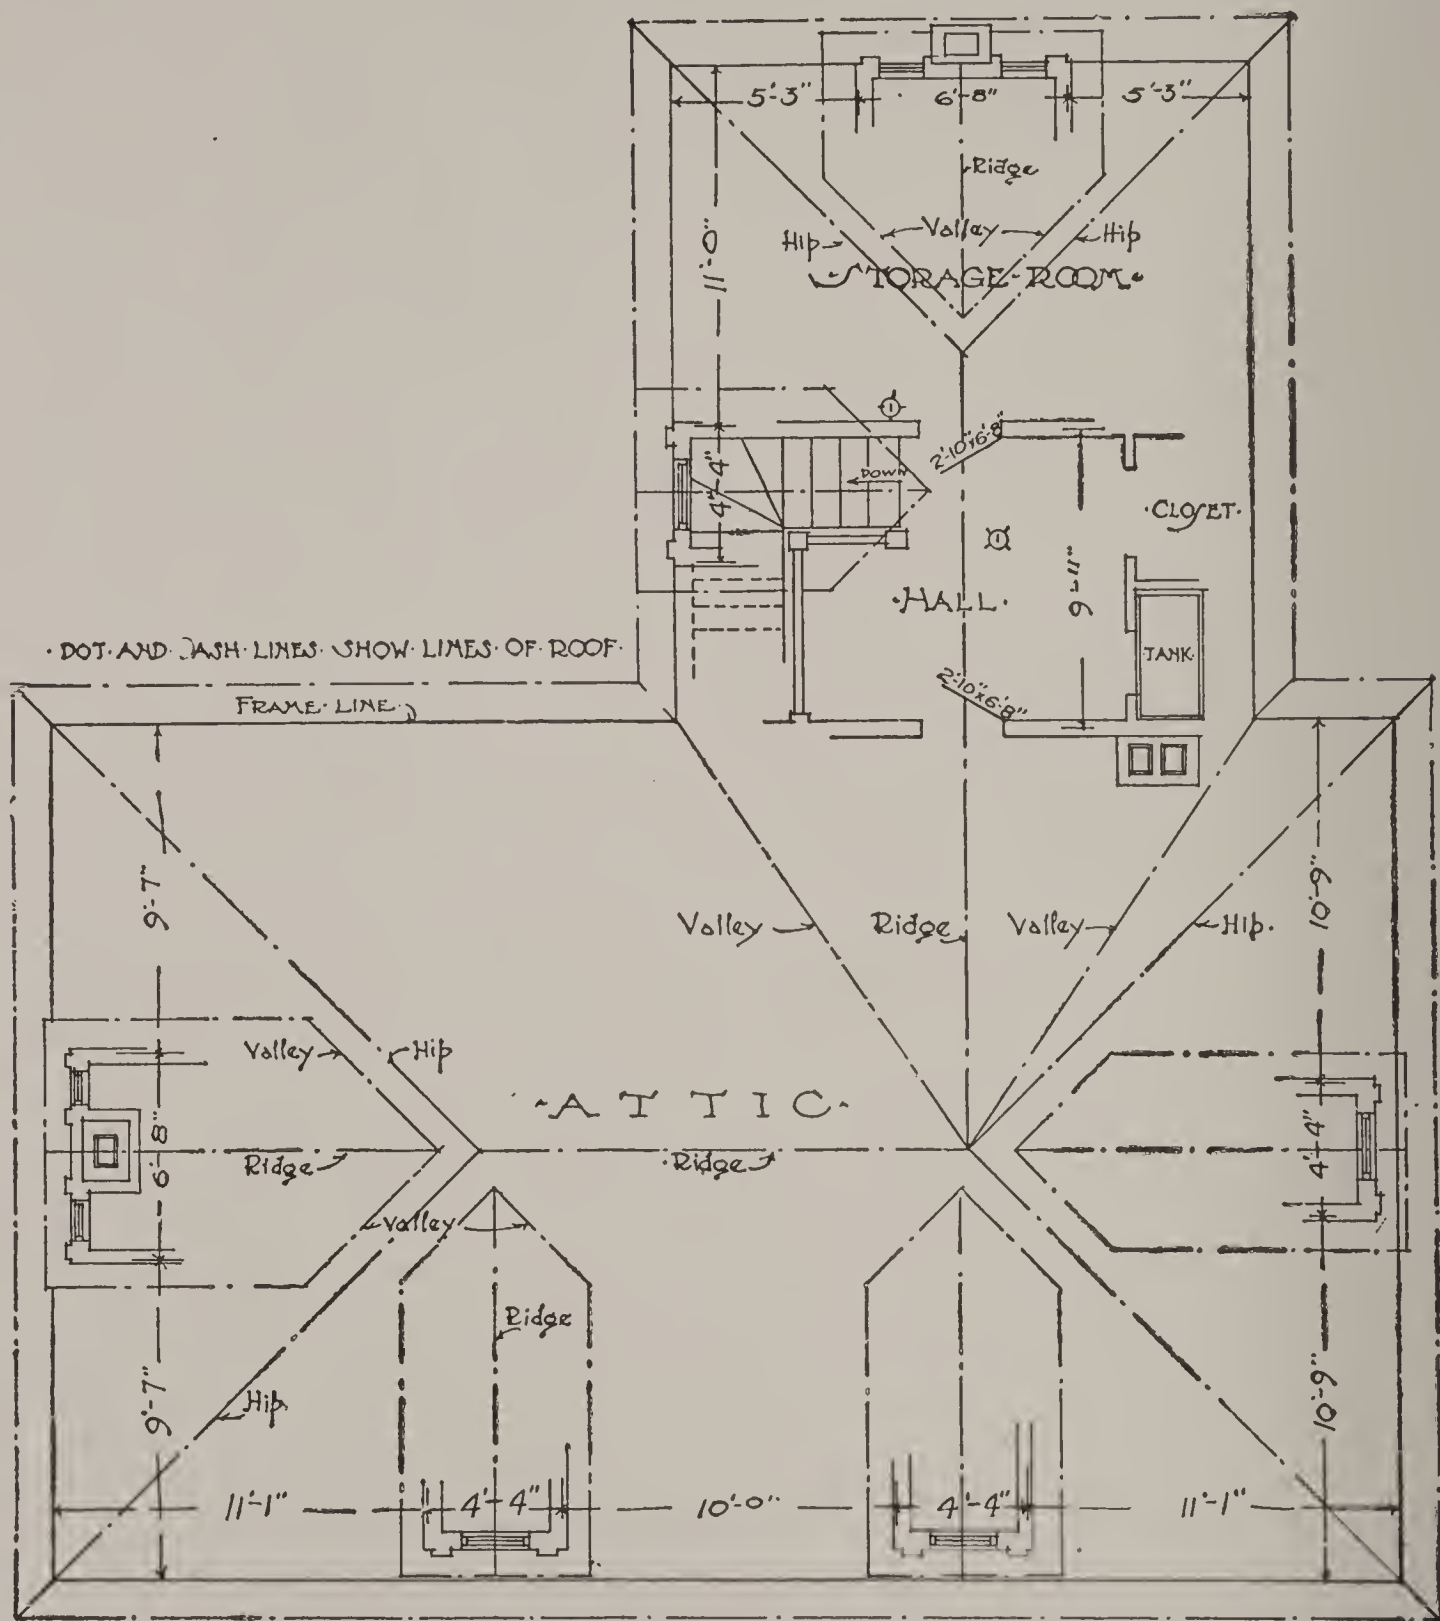 5'-3" 6'-8" 5'-3"
Ridge
Hip Valley Hip
11'-0"
·STORAGE·ROOM·
2'-10"x6'-8"
4'-4"
DOWN
·CLOSET·
·HALL·
9'-11"
·DOT·AND·DASH·LINES·SHOW·LINES·OF·ROOF·
TANK
FRAME·LINE·
2'-10"x6'-8"
9'-7"
Valley Ridge Valley Hip.
10'-9"
Valley Hip
·ATTIC·
6'-8"
Ridge
·Ridge
4'-4"
Valley
Ridge
9'-7"
Hip.
10'-9"
11'-1" 4'-4" 10'-0" 4'-4" 11'-1"